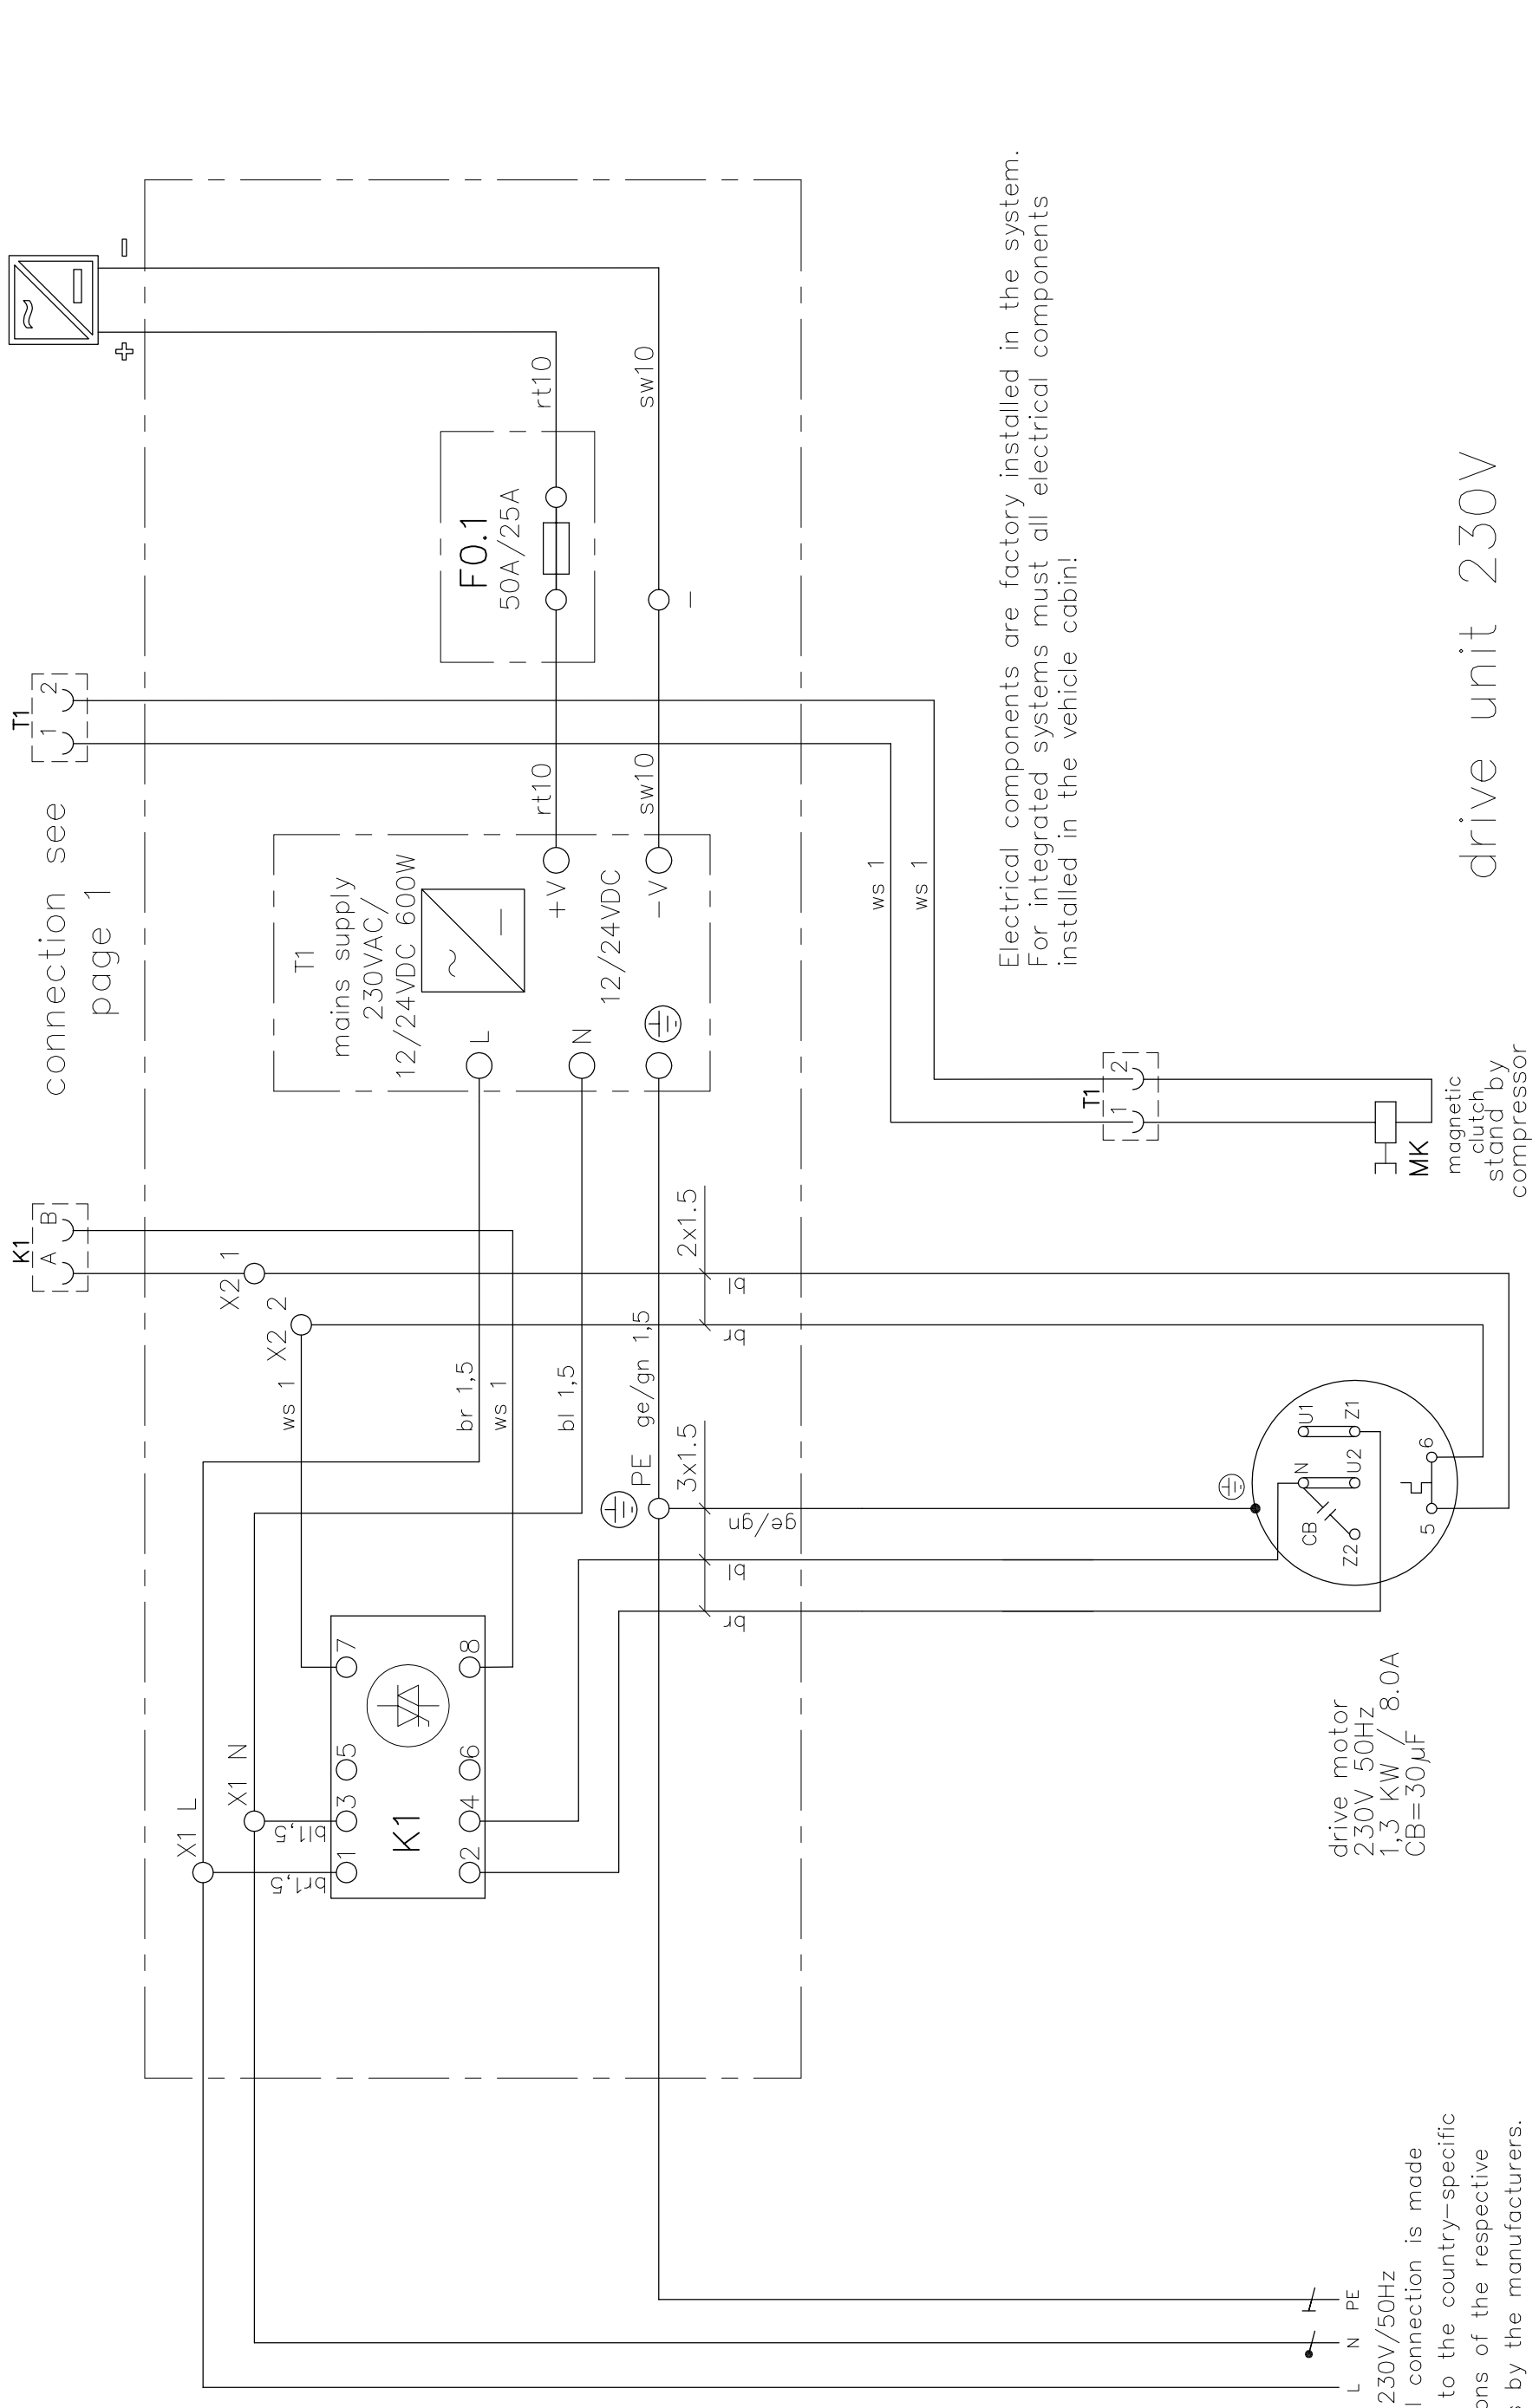 connection see
page 1
K1
A B
T1
1 2
+ -
X1 L
X1 N
X2 1
X2 2
ws 1
br1,5
bl1,5
1 3 5 7
K1
2 4 6 8
br 1,5
ws 1
bl 1,5
ge/gn 1,5
PE
T1
mains supply
230VAC/
12/24VDC 600W
L
N
+V
12/24VDC
-V
rt10
sw10
F0.1
50A/25A
rt10
sw10
-
3x1.5
ge/gn
bl
br
2x1.5
bl
br
ws 1
ws 1
T1
1 2
MK
magnetic
clutch
stand by
compressor
Electrical components are factory installed in the system.
For integrated systems must all electrical components
installed in the vehicle cabin!
U1
Z1
N
U2
CB
Z2
5 6
drive motor
230V 50Hz
1,3 KW / 8.0A
CB=30µF
L N PE
230V/50Hz
connection is made
to the country-specific
of the respective
by the manufacturers.
drive unit 230V